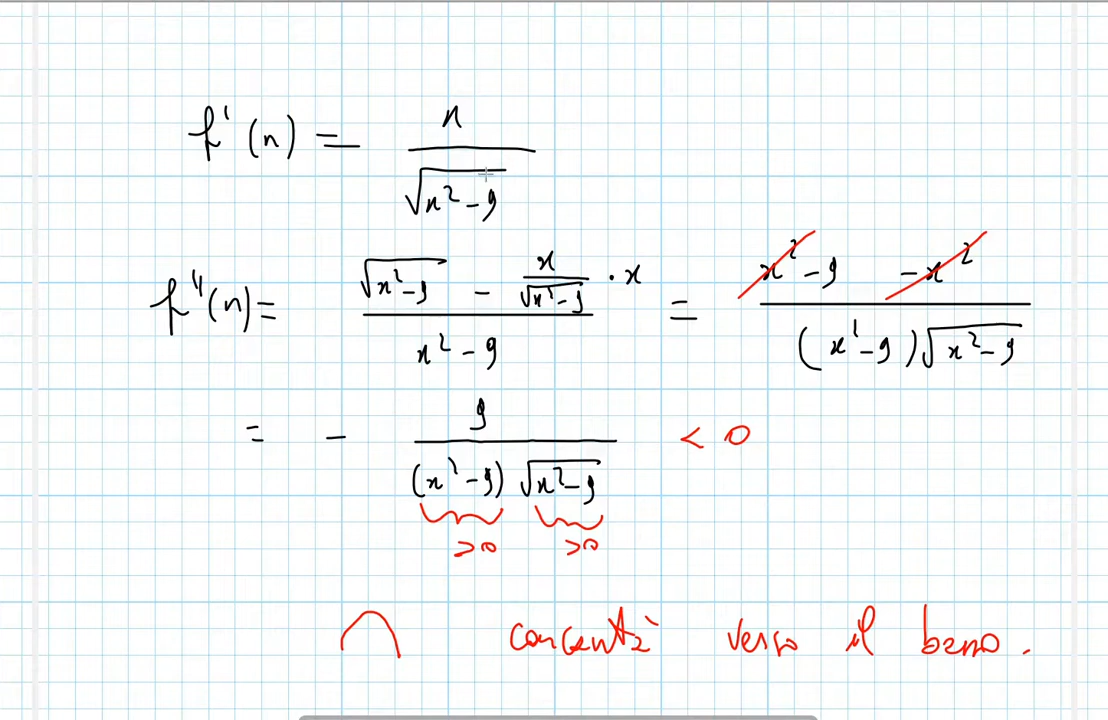 f'(x) = x / √(x² - 9)
f''(x) = (√(x² - 9) - x/√(x² - 9) · x) / (x² - 9) = (x² - 9 - x²) / ((x² - 9)√(x² - 9))
= - 9 / ((x² - 9) √(x² - 9)) < 0
>0 >0
concavità verso il basso.